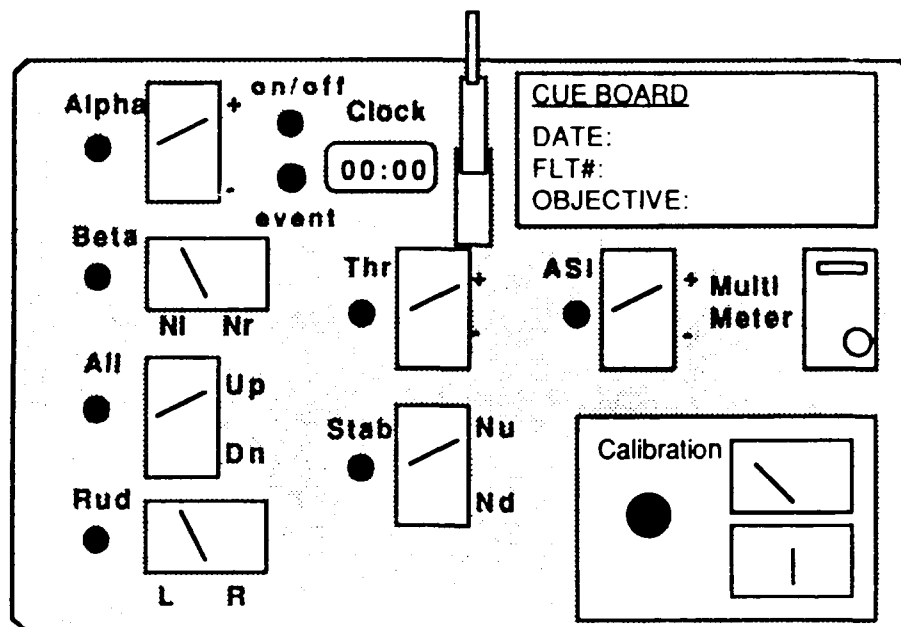 Alpha
+
-
on/off
event
Clock
00:00
CUE BOARD
DATE:
FLT#:
OBJECTIVE:
Beta
Nl Nr
Thr
+
-
ASI
+
-
Multi
Meter
All
Up
Dn
Stab
Nu
Nd
Rud
L R
Calibration